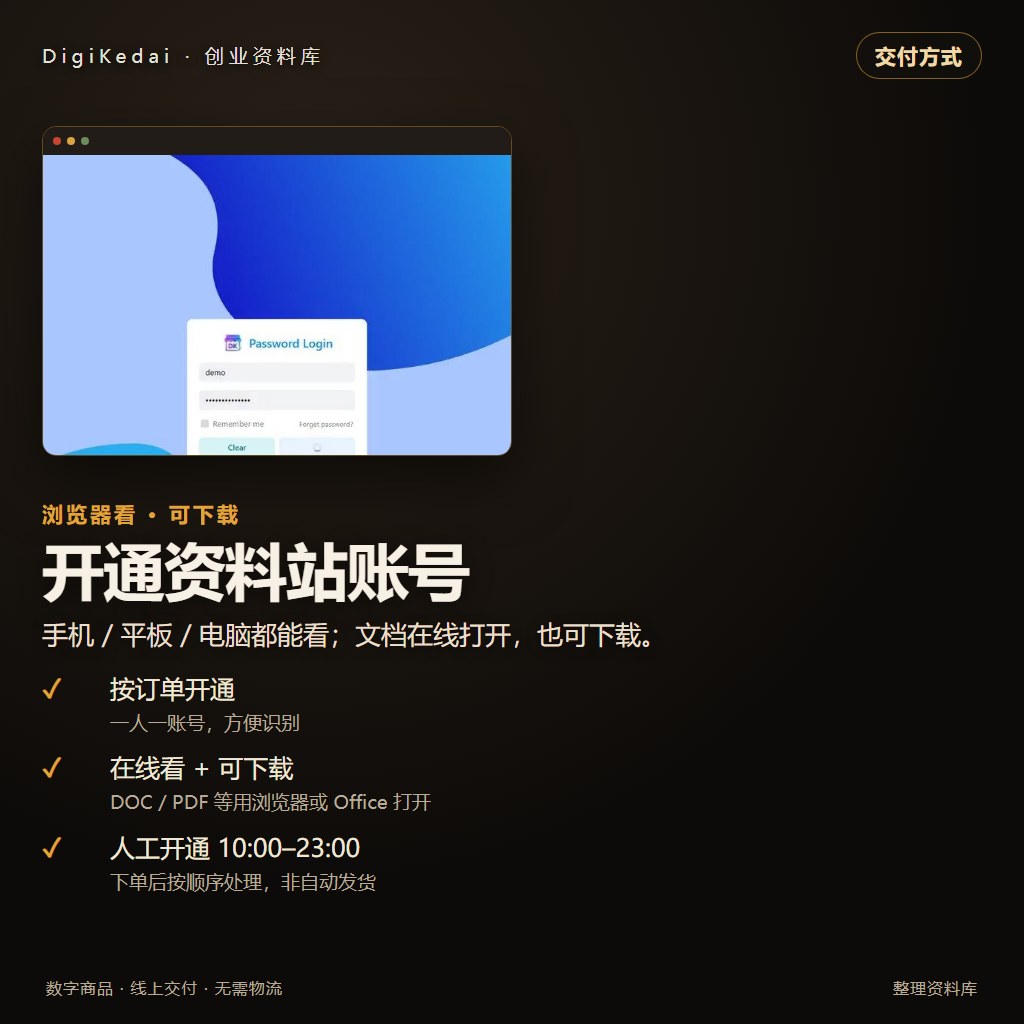 DigiKedai · 创业资料库
交付方式
DK Password Login
demo
••••••••••••••
Remember me Forget password?
Clear
浏览器看 • 可下载
开通资料站账号
手机 / 平板 / 电脑都能看；文档在线打开，也可下载。
✓ 按订单开通
一人一账号，方便识别
✓ 在线看 + 可下载
DOC / PDF 等用浏览器或 Office 打开
✓ 人工开通 10:00–23:00
下单后按顺序处理，非自动发货
数字商品 · 线上交付 · 无需物流
整理资料库